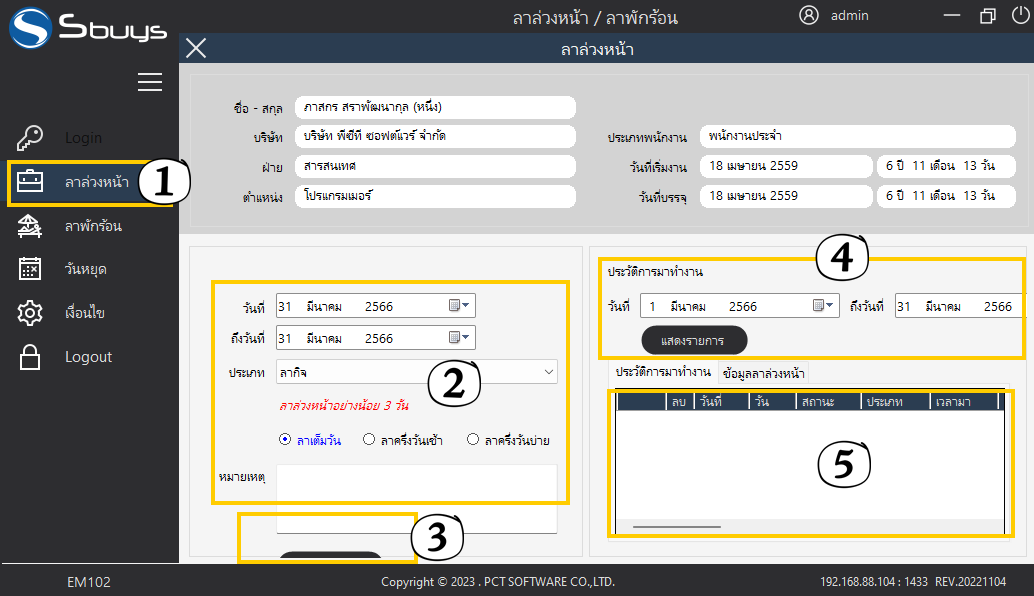 Sbuys
ลาล่วงหน้า / ลาพักร้อน
admin
ลาล่วงหน้า
Login
ลาล่วงหน้า
1
ลาพักร้อน
วันหยุด
เงื่อนไข
Logout
ชื่อ - สกุล
ภาสกร สราพัฒนากุล (หนึ่ง)
บริษัท
บริษัท พีซีที ซอฟต์แวร์ จำกัด
ประเภทพนักงาน
พนักงานประจำ
ฝ่าย
สารสนเทศ
วันที่เริ่มงาน
18 เมษายน 2559
6 ปี 11 เดือน 13 วัน
ตำแหน่ง
โปรแกรมเมอร์
วันที่บรรจุ
18 เมษายน 2559
6 ปี 11 เดือน 13 วัน
วันที่ 31 มีนาคม 2566
ถึงวันที่ 31 มีนาคม 2566
ประเภท ลากิจ
2
ลาล่วงหน้าอย่างน้อย 3 วัน
ลาเต็มวัน ลาครึ่งวันเช้า ลาครึ่งวันบ่าย
หมายเหตุ
3
4
ประวัติการมาทำงาน
วันที่ 1 มีนาคม 2566 ถึงวันที่ 31 มีนาคม 2566
แสดงรายการ
ประวัติการมาทำงาน ข้อมูลลาล่วงหน้า
ลบ วันที่ วัน สถานะ ประเภท เวลามา
5
EM102
Copyright © 2023 . PCT SOFTWARE CO.,LTD.
192.168.88.104 : 1433 REV.20221104